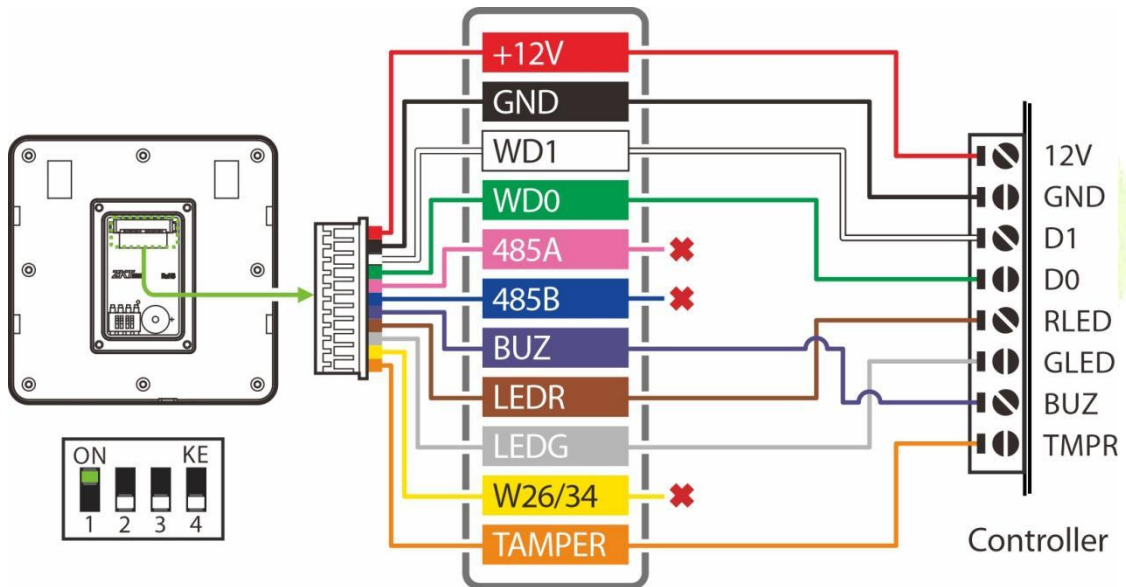 +12V
GND
WD1
WD0
485A
485B
BUZ
LEDR
LEDG
W26/34
TAMPER
12V
GND
D1
D0
RLED
GLED
BUZ
TMPR
Controller
ON KE
1 2 3 4